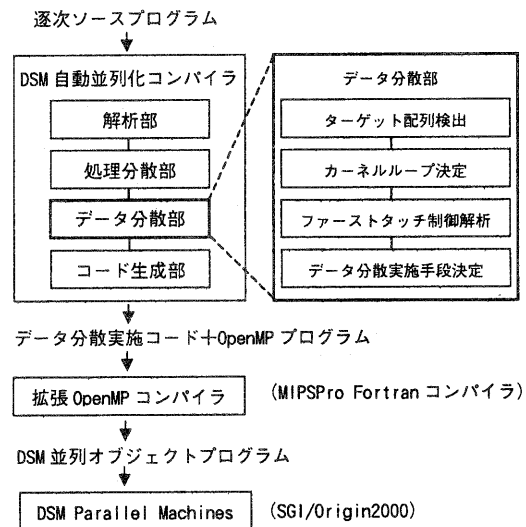 逐次ソースプログラム
DSM 自動並列化コンパイラ
解析部
処理分散部
データ分散部
コード生成部
データ分散部
ターゲット配列検出
カーネルループ決定
ファーストタッチ制御解析
データ分散実施手段決定
データ分散実施コード+OpenMP プログラム
拡張 OpenMP コンパイラ
(MIPSPro Fortran コンパイラ)
DSM 並列オブジェクトプログラム
DSM Parallel Machines
(SGI/Origin2000)